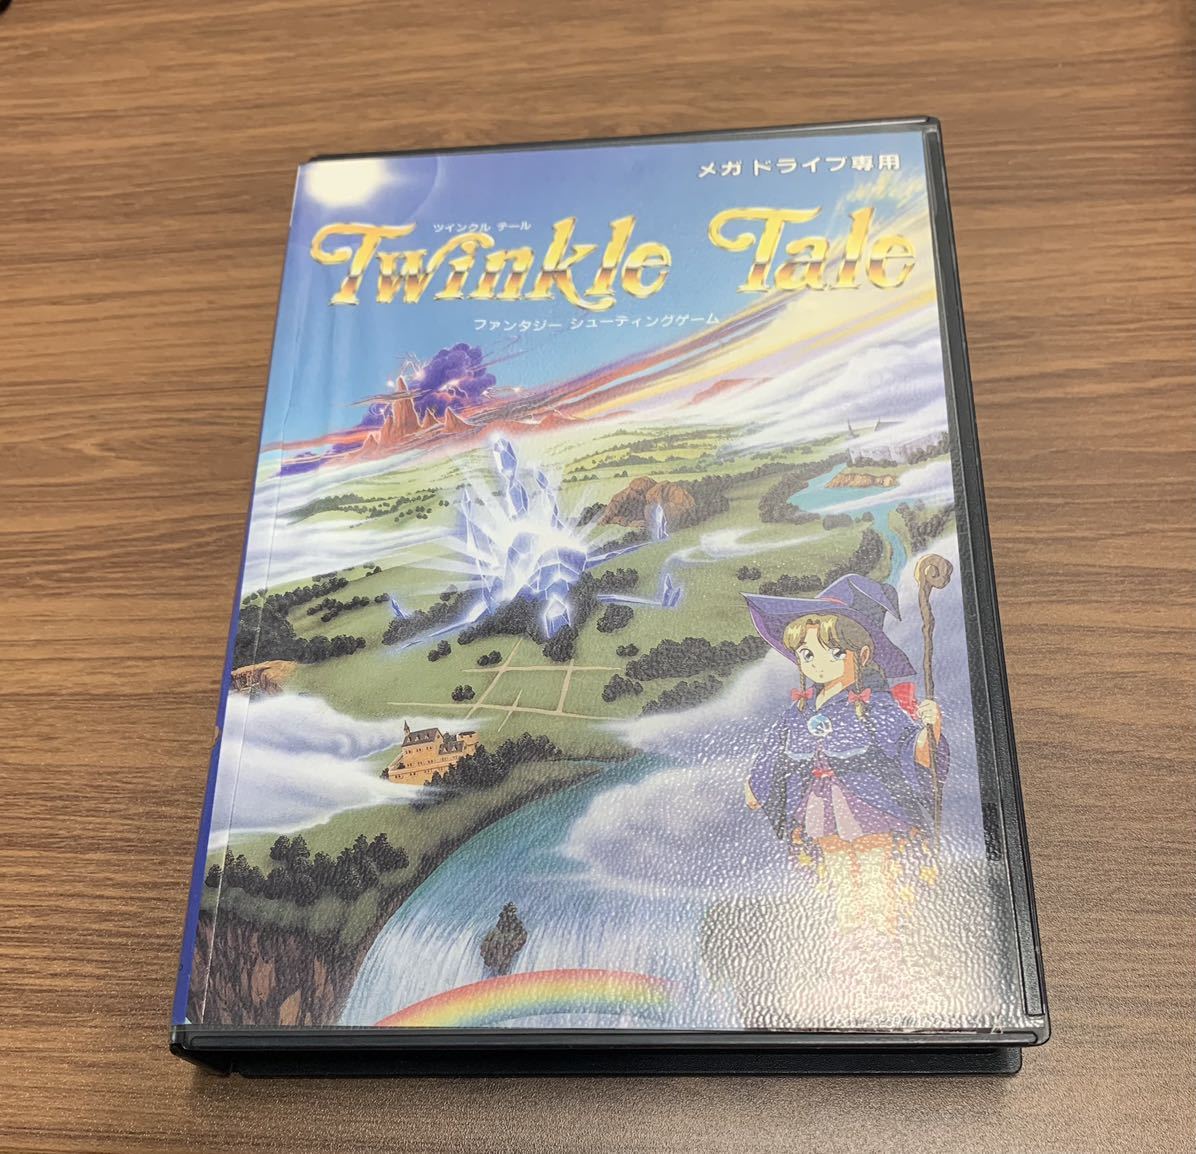 メガドライブ専用
ツインクル テール
Twinkle Tale
ファンタジー シューティングゲーム